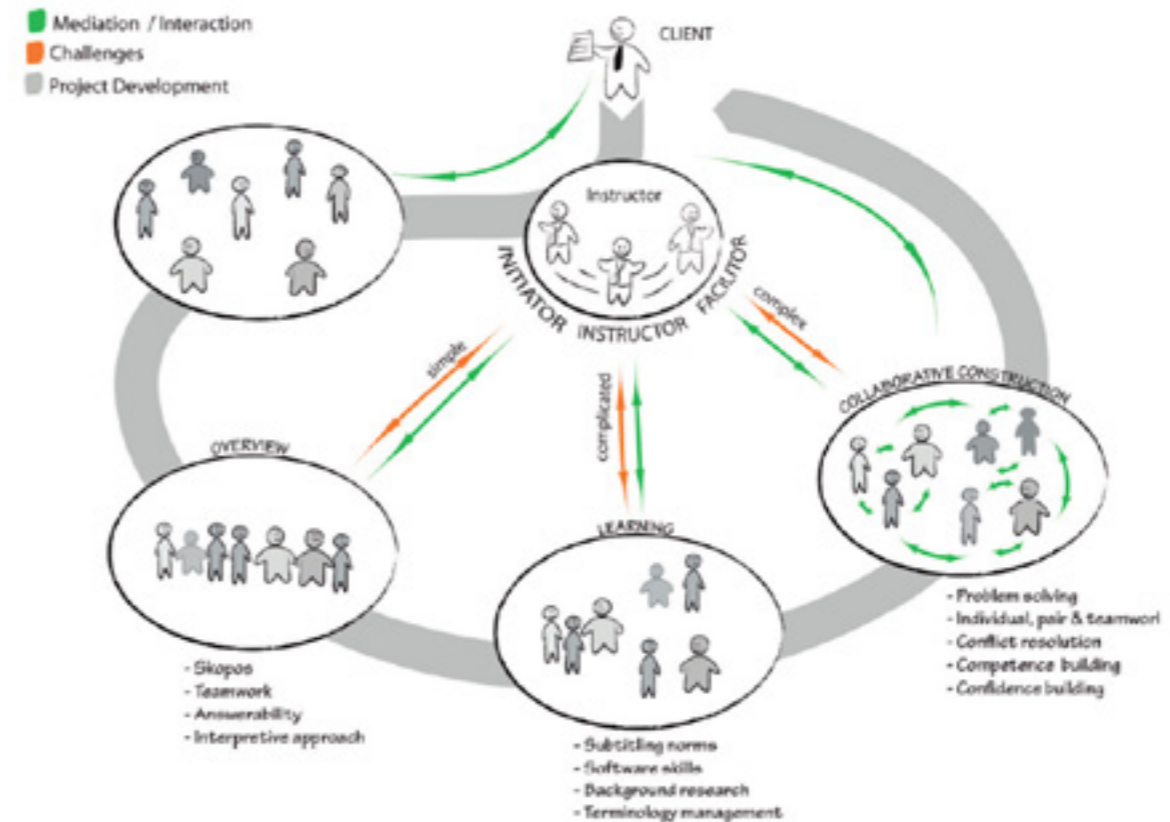 Mediation / Interaction
Challenges
Project Development
CLIENT
Instructor
INITIATOR INSTRUCTOR FACILITOR
simple
complicated
complex
OVERVIEW
- Skopos
- Teamwork
- Answerability
- Interpretive approach
LEARNING
- Subtitling norms
- Software skills
- Background research
- Terminology management
COLLABORATIVE CONSTRUCTION
- Problem solving
- Individual, pair & teamworl
- Conflict resolution
- Competence building
- Confidence building